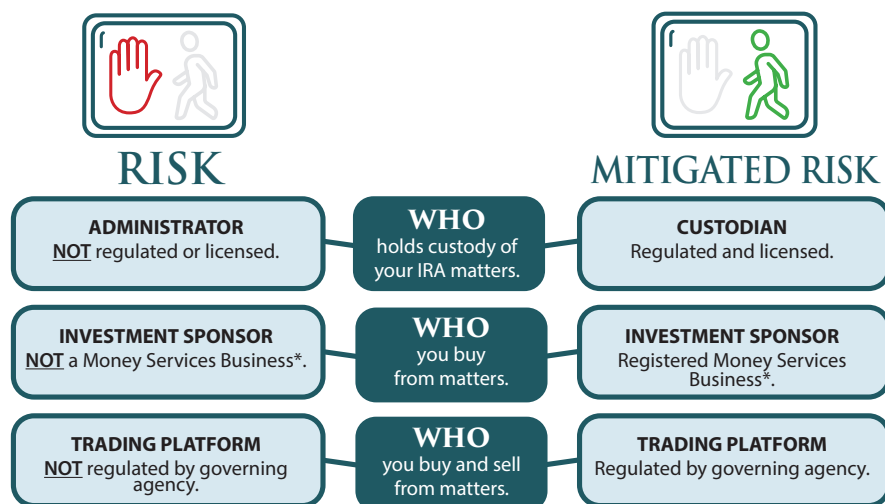 RISK
MITIGATED RISK
ADMINISTRATOR
NOT regulated or licensed.
WHO
holds custody of
your IRA matters.
CUSTODIAN
Regulated and licensed.
INVESTMENT SPONSOR
NOT a Money Services Business*.
WHO
you buy
from matters.
INVESTMENT SPONSOR
Registered Money Services
Business*.
TRADING PLATFORM
NOT regulated by governing
agency.
WHO
you buy and sell
from matters.
TRADING PLATFORM
Regulated by governing agency.